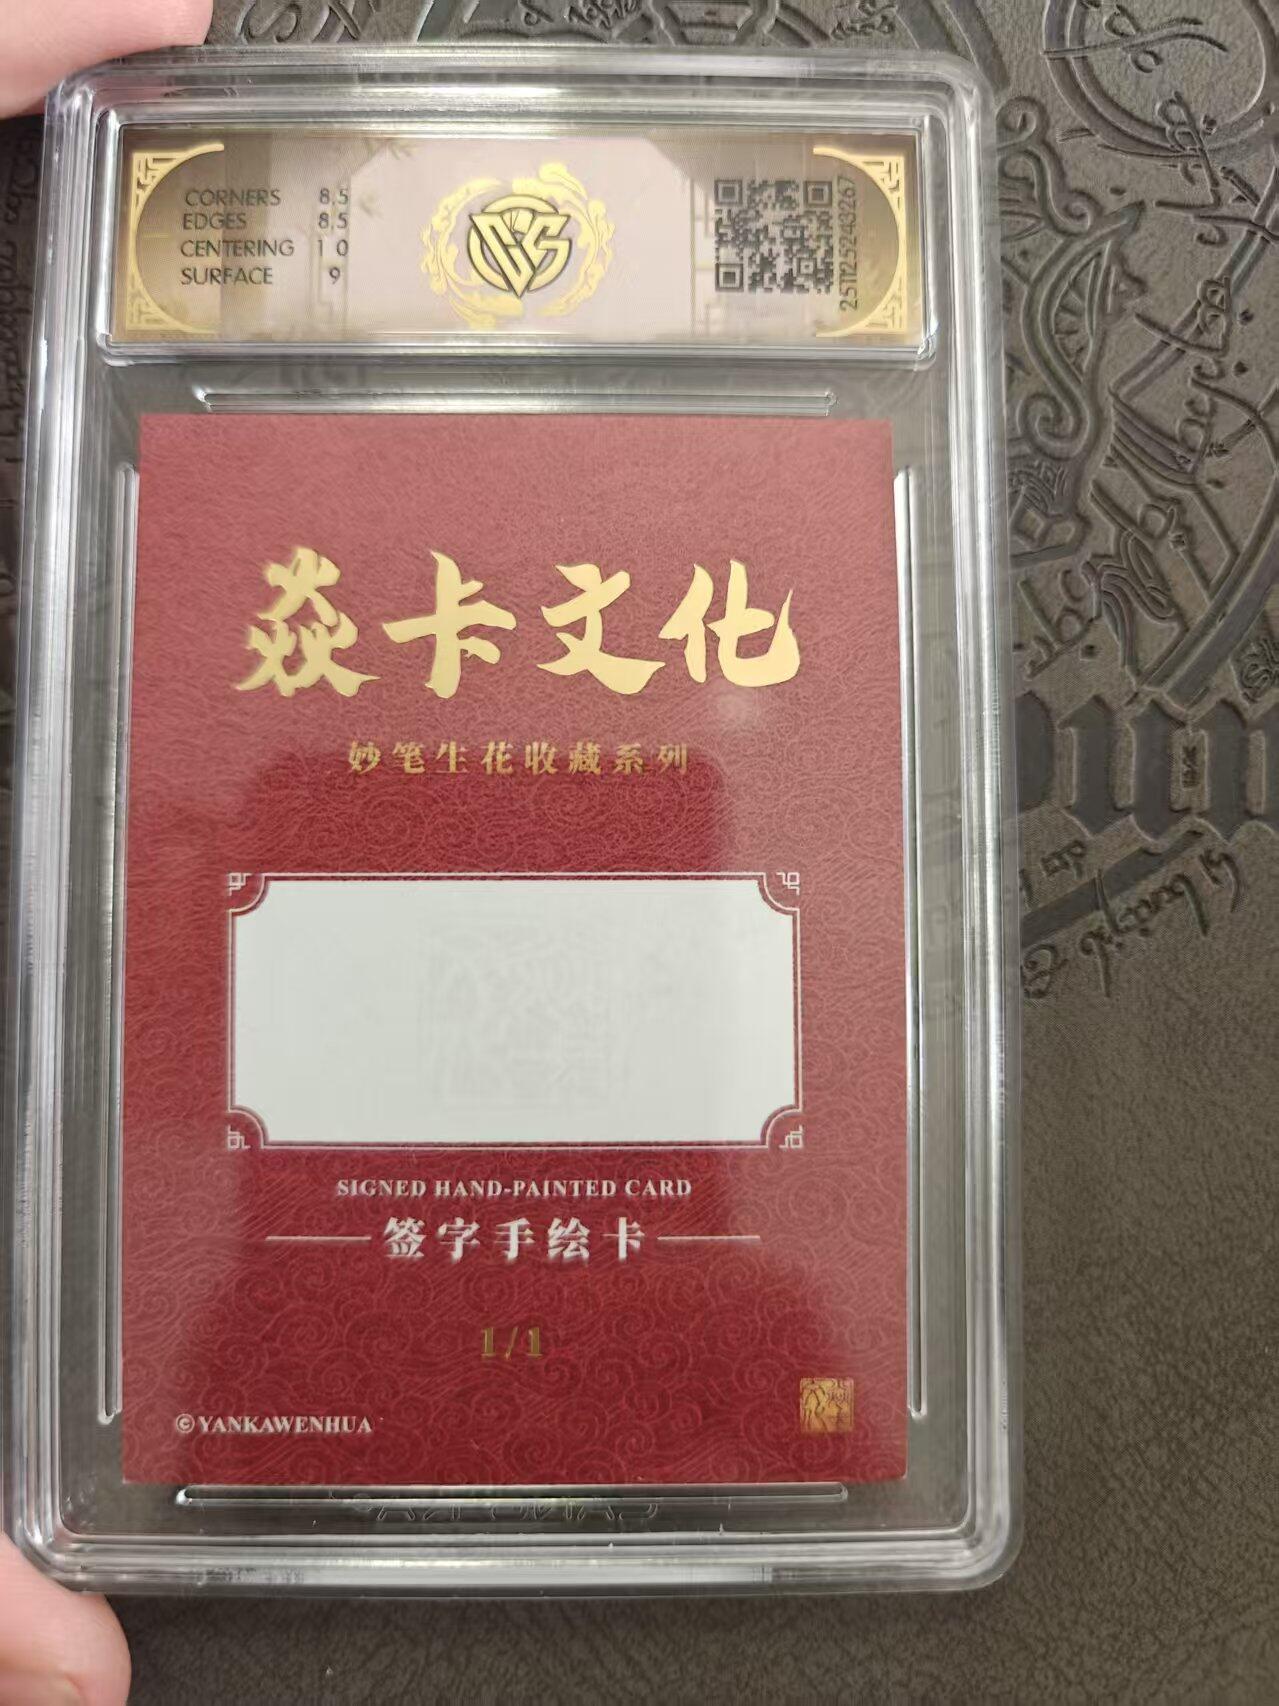 CORNERS 8.5
EDGES 8.5
CENTERING 10
SURFACE 9
2511252483267
焱卡文化
妙笔生花收藏系列
SIGNED HAND-PAINTED CARD
签字手绘卡
1/1
© YANKAWENHUA